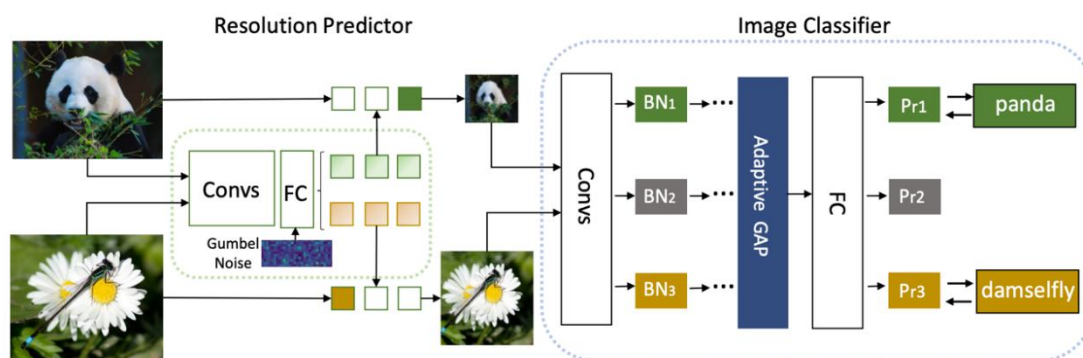 Resolution Predictor
Image Classifier
Convs
FC
Gumbel
Noise
Convs
BN1
BN2
BN3
Adaptive GAP
FC
Pr1
Pr2
Pr3
panda
damselfly